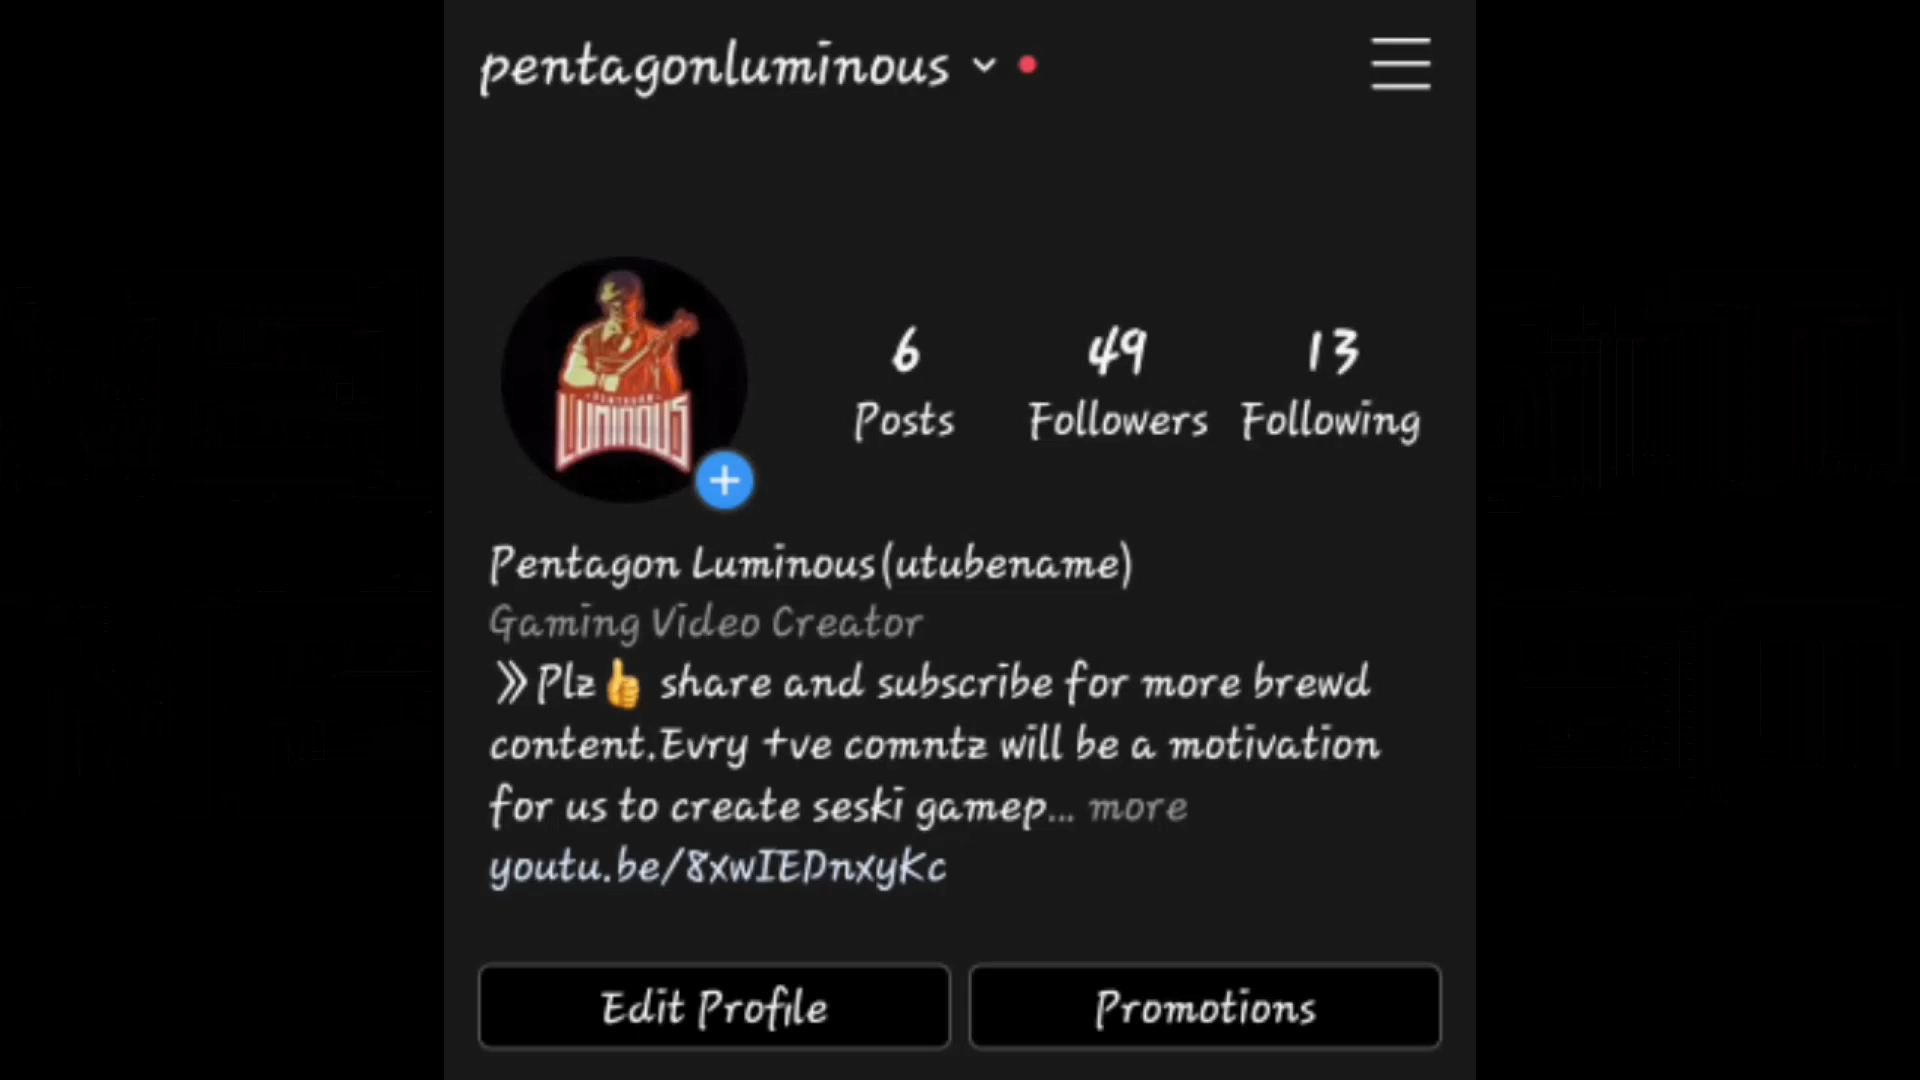 pentagonluminous
6 49 13
Posts Followers Following
PENTAGON
LUMINOUS
Pentagon Luminous(utubename)
Gaming Video Creator
》Plz👍 share and subscribe for more brewd
content.Evry +ve comntz will be a motivation
for us to create seski gamep... more
youtu.be/8xwIEDnxyKc
Edit Profile Promotions